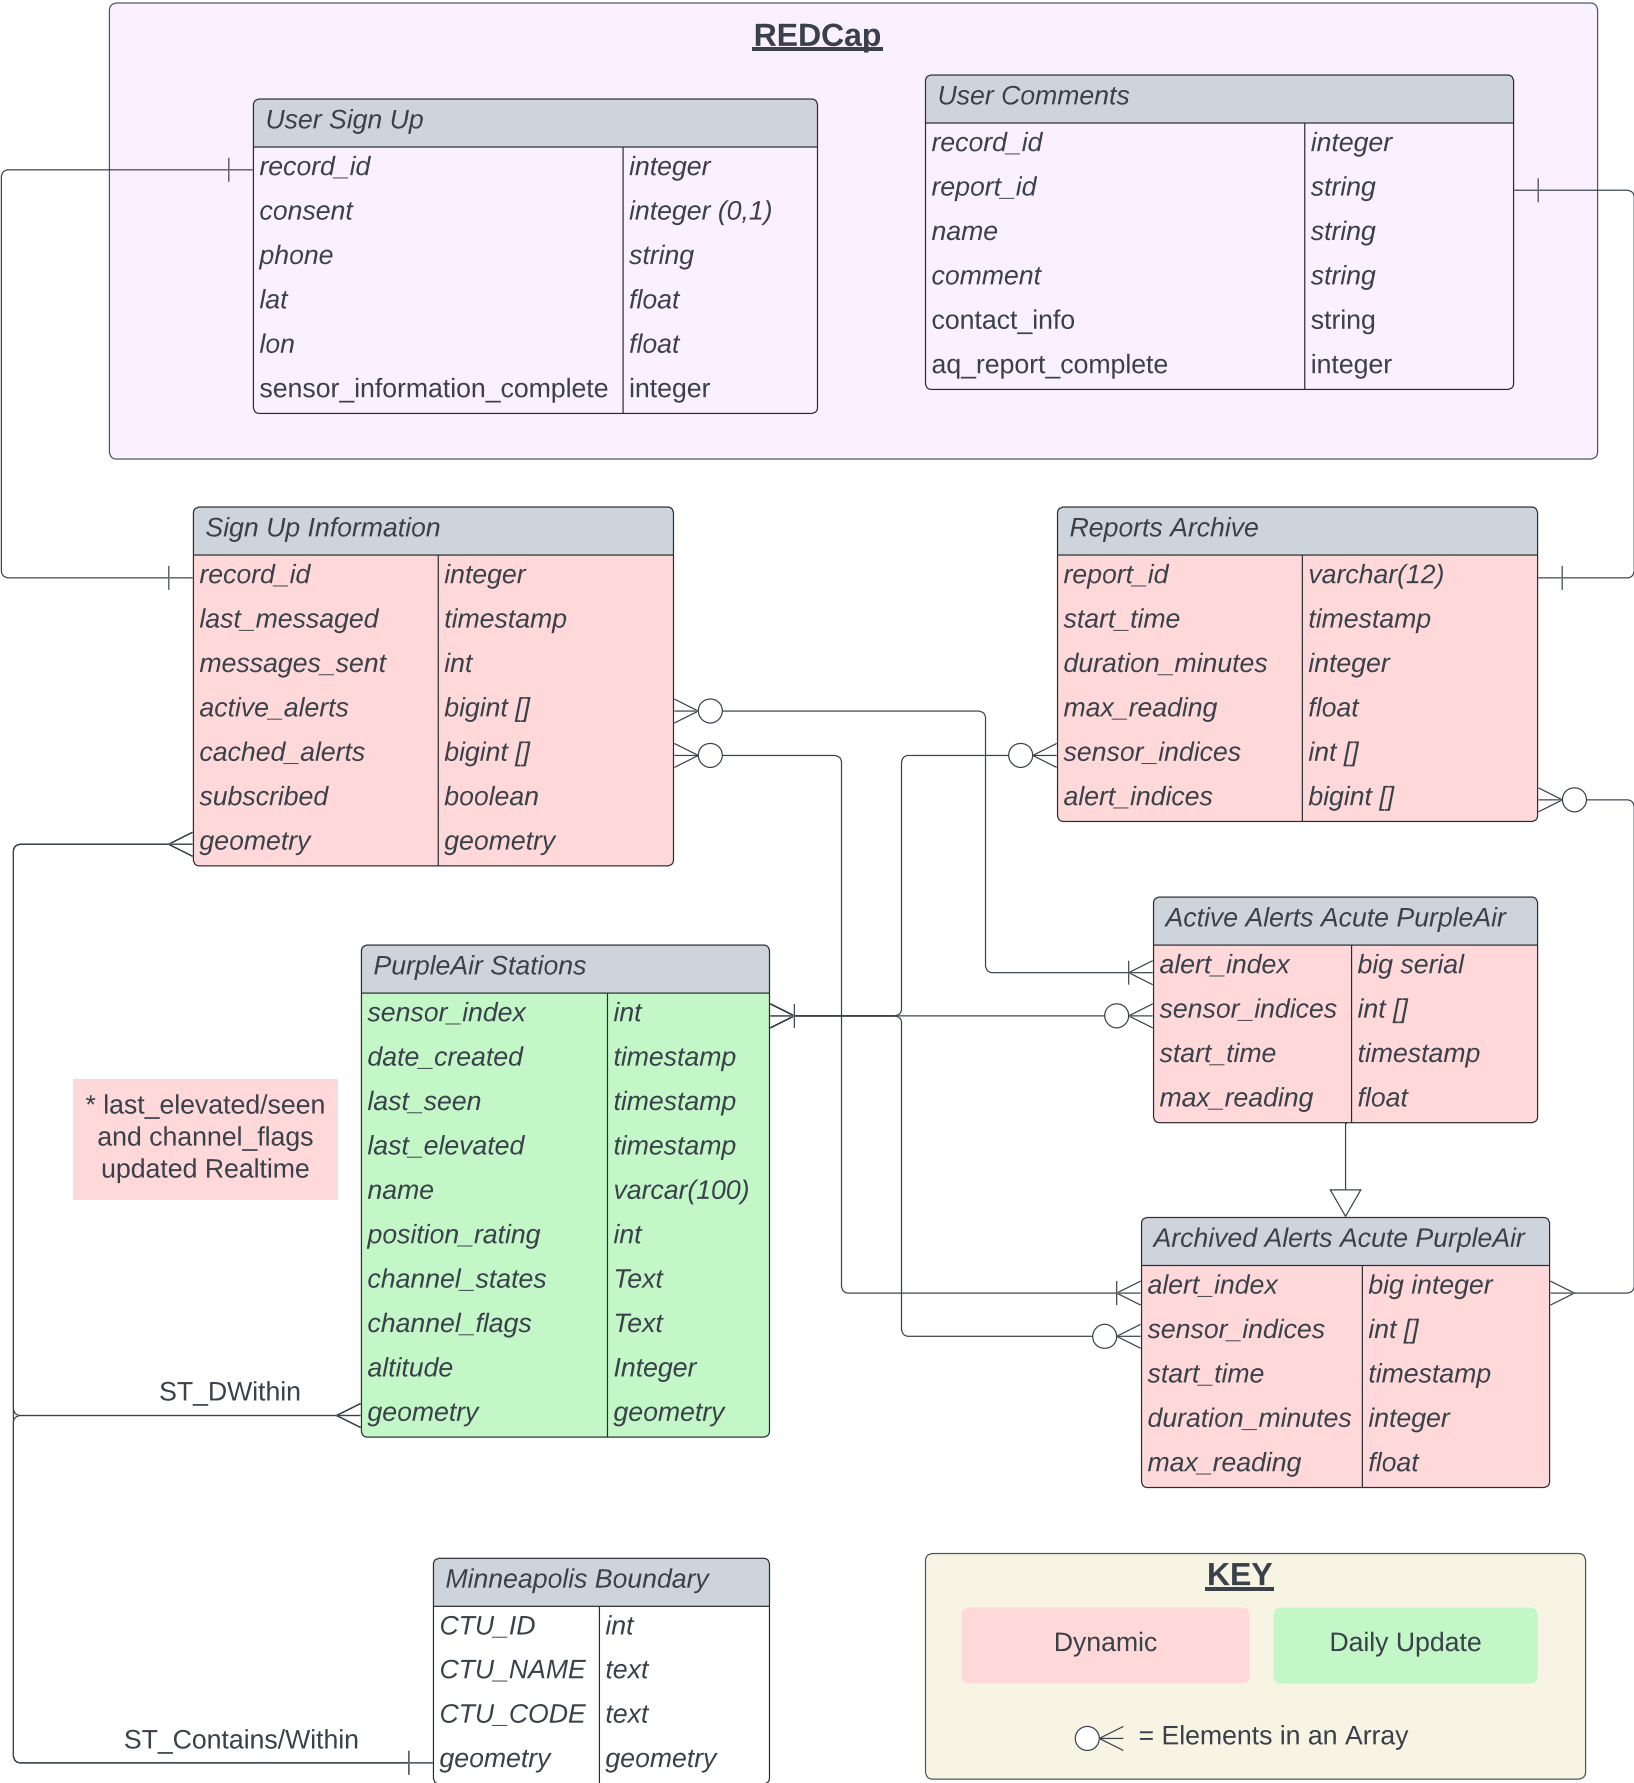 REDCap
User Sign Up
record_id integer
consent integer (0,1)
phone string
lat float
lon float
sensor_information_complete integer
User Comments
record_id integer
report_id string
name string
comment string
contact_info string
aq_report_complete integer
Sign Up Information
record_id integer
last_messaged timestamp
messages_sent int
active_alerts bigint []
cached_alerts bigint []
subscribed boolean
geometry geometry
Reports Archive
report_id varchar(12)
start_time timestamp
duration_minutes integer
max_reading float
sensor_indices int []
alert_indices bigint []
Active Alerts Acute PurpleAir
alert_index big serial
sensor_indices int []
start_time timestamp
max_reading float
PurpleAir Stations
sensor_index int
date_created timestamp
last_seen timestamp
last_elevated timestamp
name varcar(100)
position_rating int
channel_states Text
channel_flags Text
altitude Integer
geometry geometry
* last_elevated/seen
and channel_flags
updated Realtime
ST_DWithin
Archived Alerts Acute PurpleAir
alert_index big integer
sensor_indices int []
start_time timestamp
duration_minutes integer
max_reading float
Minneapolis Boundary
CTU_ID int
CTU_NAME text
CTU_CODE text
geometry geometry
ST_Contains/Within
KEY
Dynamic
Daily Update
= Elements in an Array